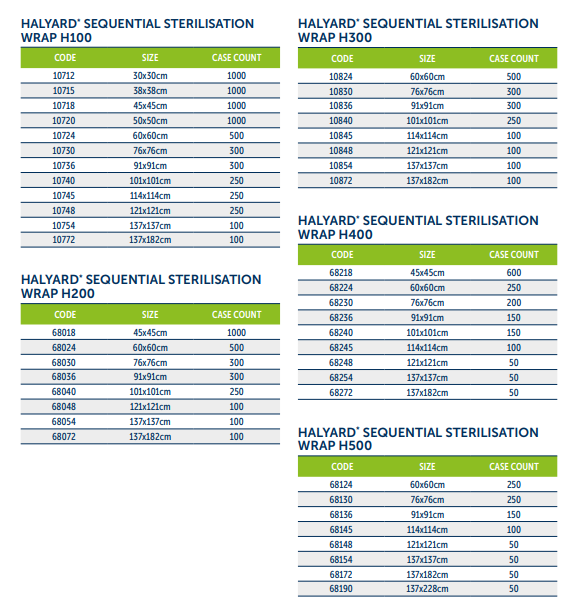 HALYARD* SEQUENTIAL STERILISATION
WRAP H100
CODE SIZE CASE COUNT
10712 30x30cm 1000
10715 38x38cm 1000
10718 45x45cm 1000
10720 50x50cm 1000
10724 60x60cm 500
10730 76x76cm 300
10736 91x91cm 300
10740 101x101cm 250
10745 114x114cm 250
10748 121x121cm 250
10754 137x137cm 100
10772 137x182cm 100
HALYARD* SEQUENTIAL STERILISATION
WRAP H200
CODE SIZE CASE COUNT
68018 45x45cm 1000
68024 60x60cm 500
68030 76x76cm 300
68036 91x91cm 300
68040 101x101cm 250
68048 121x121cm 100
68054 137x137cm 100
68072 137x182cm 100
HALYARD* SEQUENTIAL STERILISATION
WRAP H300
CODE SIZE CASE COUNT
10824 60x60cm 500
10830 76x76cm 300
10836 91x91cm 300
10840 101x101cm 250
10845 114x114cm 100
10848 121x121cm 100
10854 137x137cm 100
10872 137x182cm 100
HALYARD* SEQUENTIAL STERILISATION
WRAP H400
CODE SIZE CASE COUNT
68218 45x45cm 600
68224 60x60cm 250
68230 76x76cm 200
68236 91x91cm 150
68240 101x101cm 150
68245 114x114cm 100
68248 121x121cm 50
68254 137x137cm 50
68272 137x182cm 50
HALYARD* SEQUENTIAL STERILISATION
WRAP H500
CODE SIZE CASE COUNT
68124 60x60cm 250
68130 76x76cm 250
68136 91x91cm 150
68145 114x114cm 100
68148 121x121cm 50
68154 137x137cm 50
68172 137x182cm 50
68190 137x228cm 50